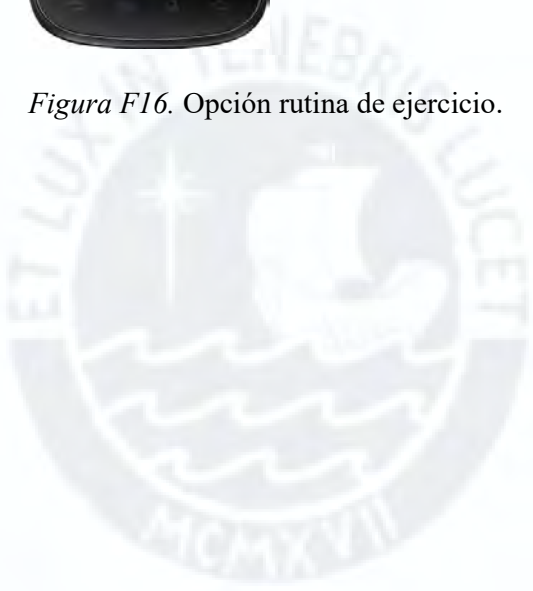 Figura F16. Opción rutina de ejercicio.
ET LUX IN TENEBRIS LUCET
MCMXVII